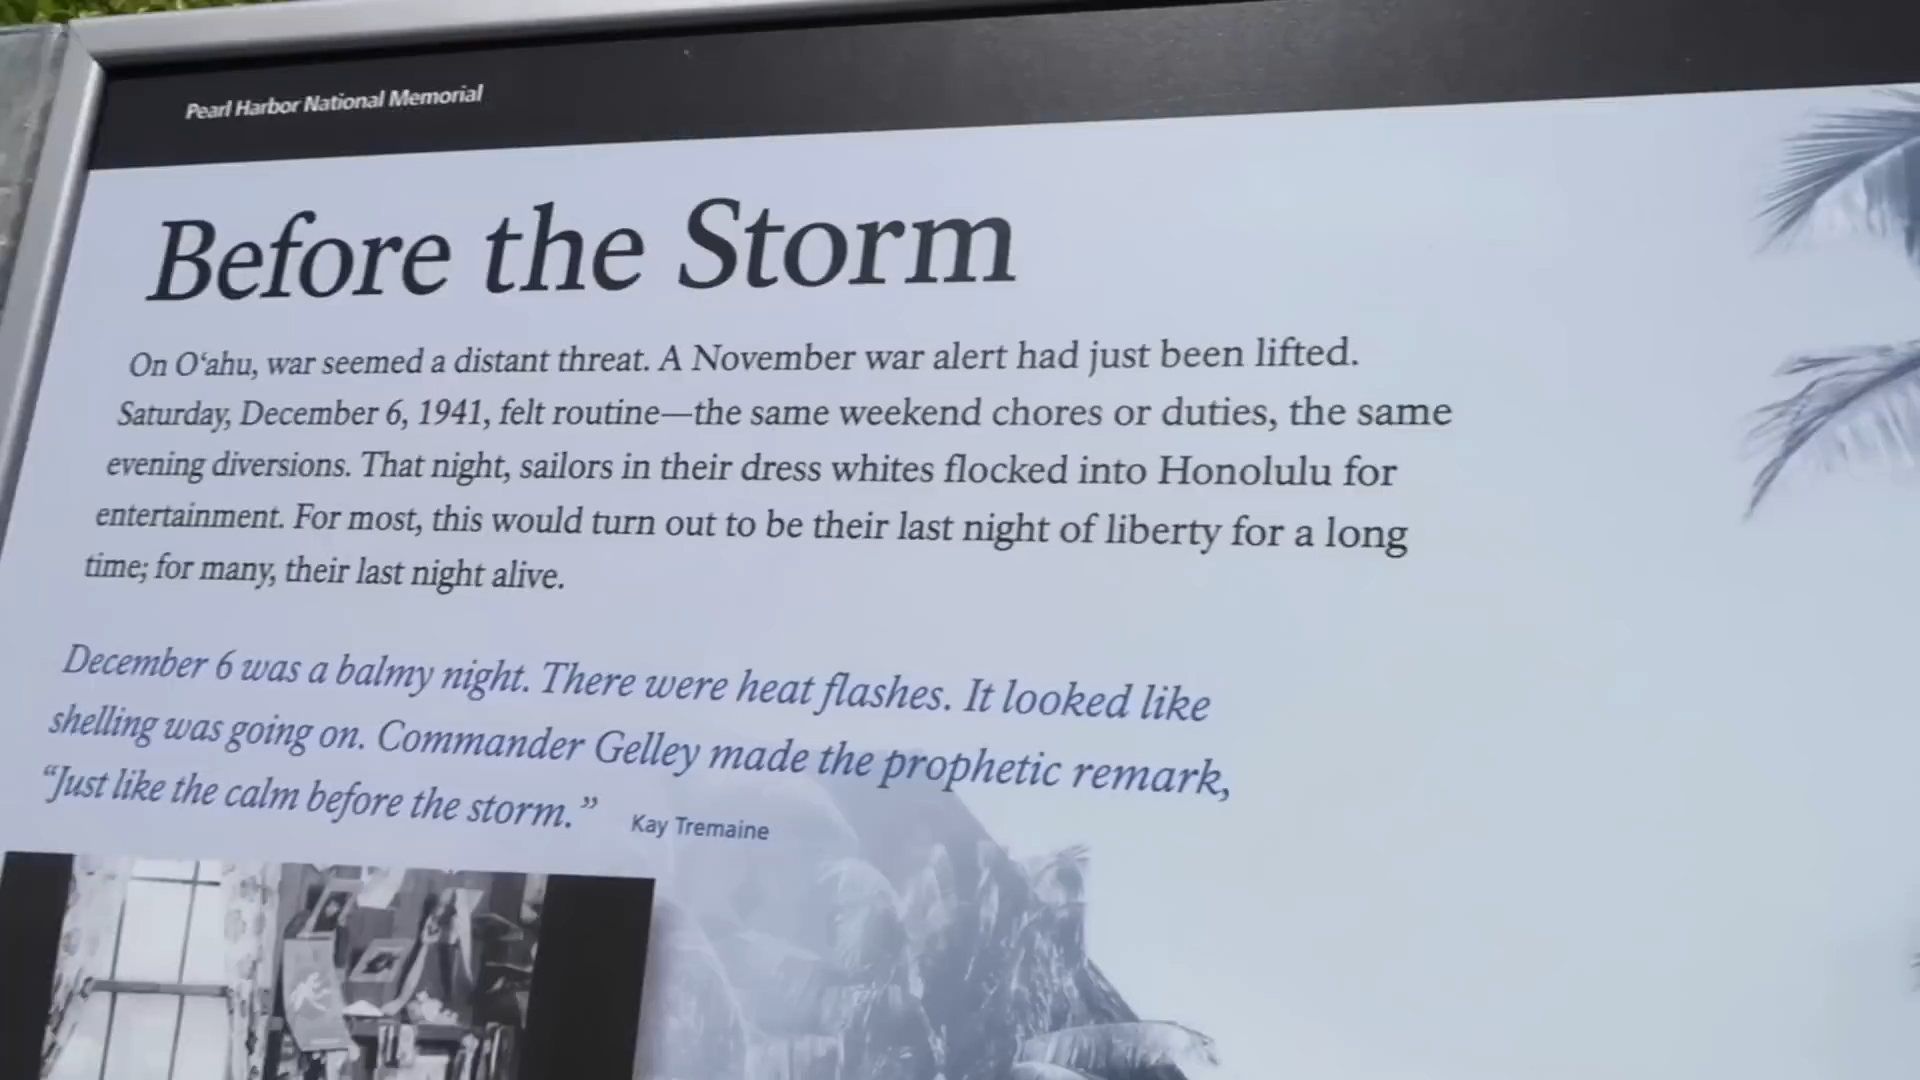 Pearl Harbor National Memorial
Before the Storm
On Oʻahu, war seemed a distant threat. A November war alert had just been lifted.
Saturday, December 6, 1941, felt routine—the same weekend chores or duties, the same
evening diversions. That night, sailors in their dress whites flocked into Honolulu for
entertainment. For most, this would turn out to be their last night of liberty for a long
time; for many, their last night alive.
December 6 was a balmy night. There were heat flashes. It looked like
shelling was going on. Commander Gelley made the prophetic remark,
“Just like the calm before the storm.” Kay Tremaine